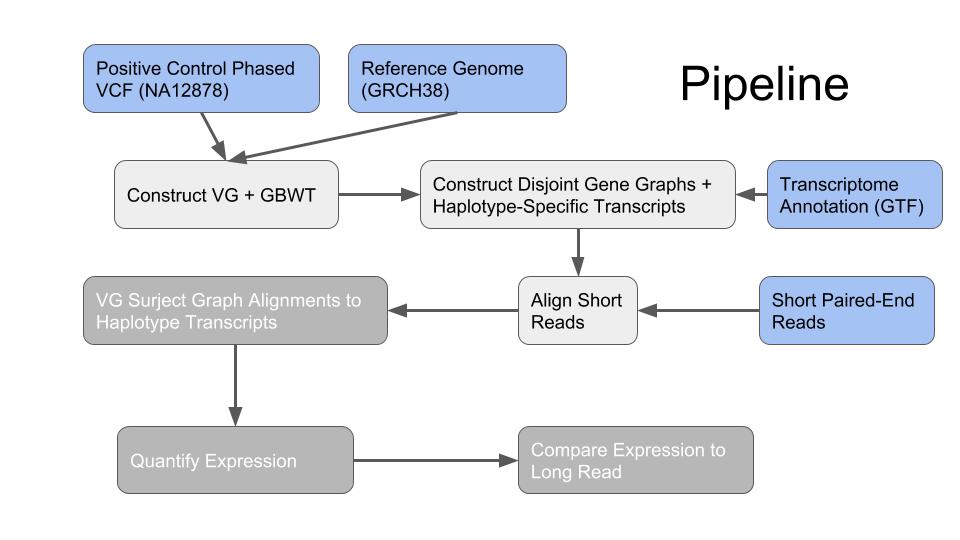 Pipeline
Positive Control Phased
VCF (NA12878)
Reference Genome
(GRCH38)
Construct VG + GBWT
Construct Disjoint Gene Graphs +
Haplotype-Specific Transcripts
Transcriptome
Annotation (GTF)
VG Surject Graph Alignments to
Haplotype Transcripts
Align Short
Reads
Short Paired-End
Reads
Quantify Expression
Compare Expression to
Long Read